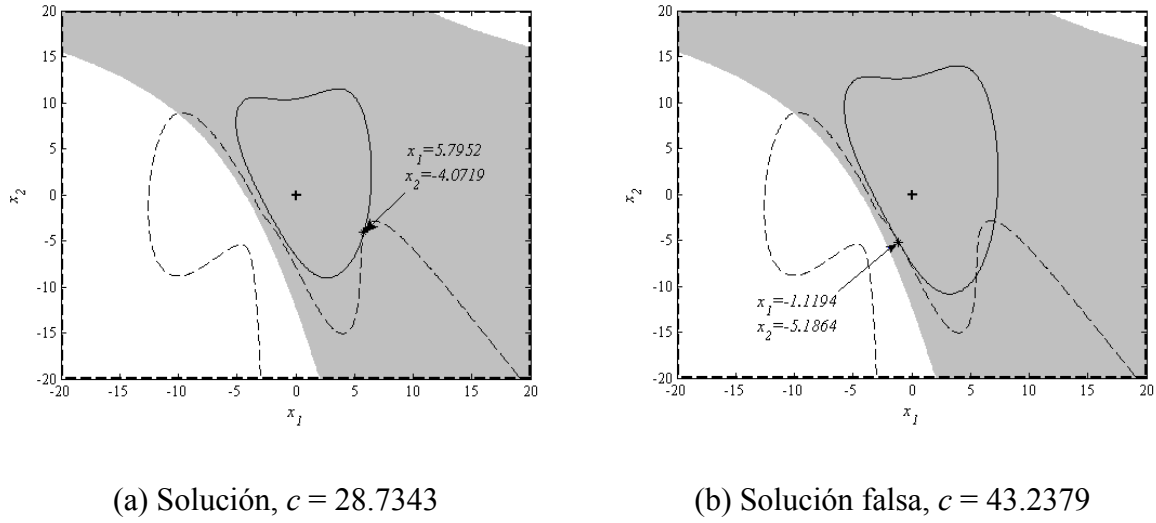 20
15
10
5
0
-5
-10
-15
-20
x2
-20 -15 -10 -5 0 5 10 15 20
x1
x1=5.7952
x2=-4.0719
(a) Solución, c = 28.7343
20
15
10
5
0
-5
-10
-15
-20
x2
-20 -15 -10 -5 0 5 10 15 20
x1
x1=-1.1194
x2=-5.1864
(b) Solución falsa, c = 43.2379